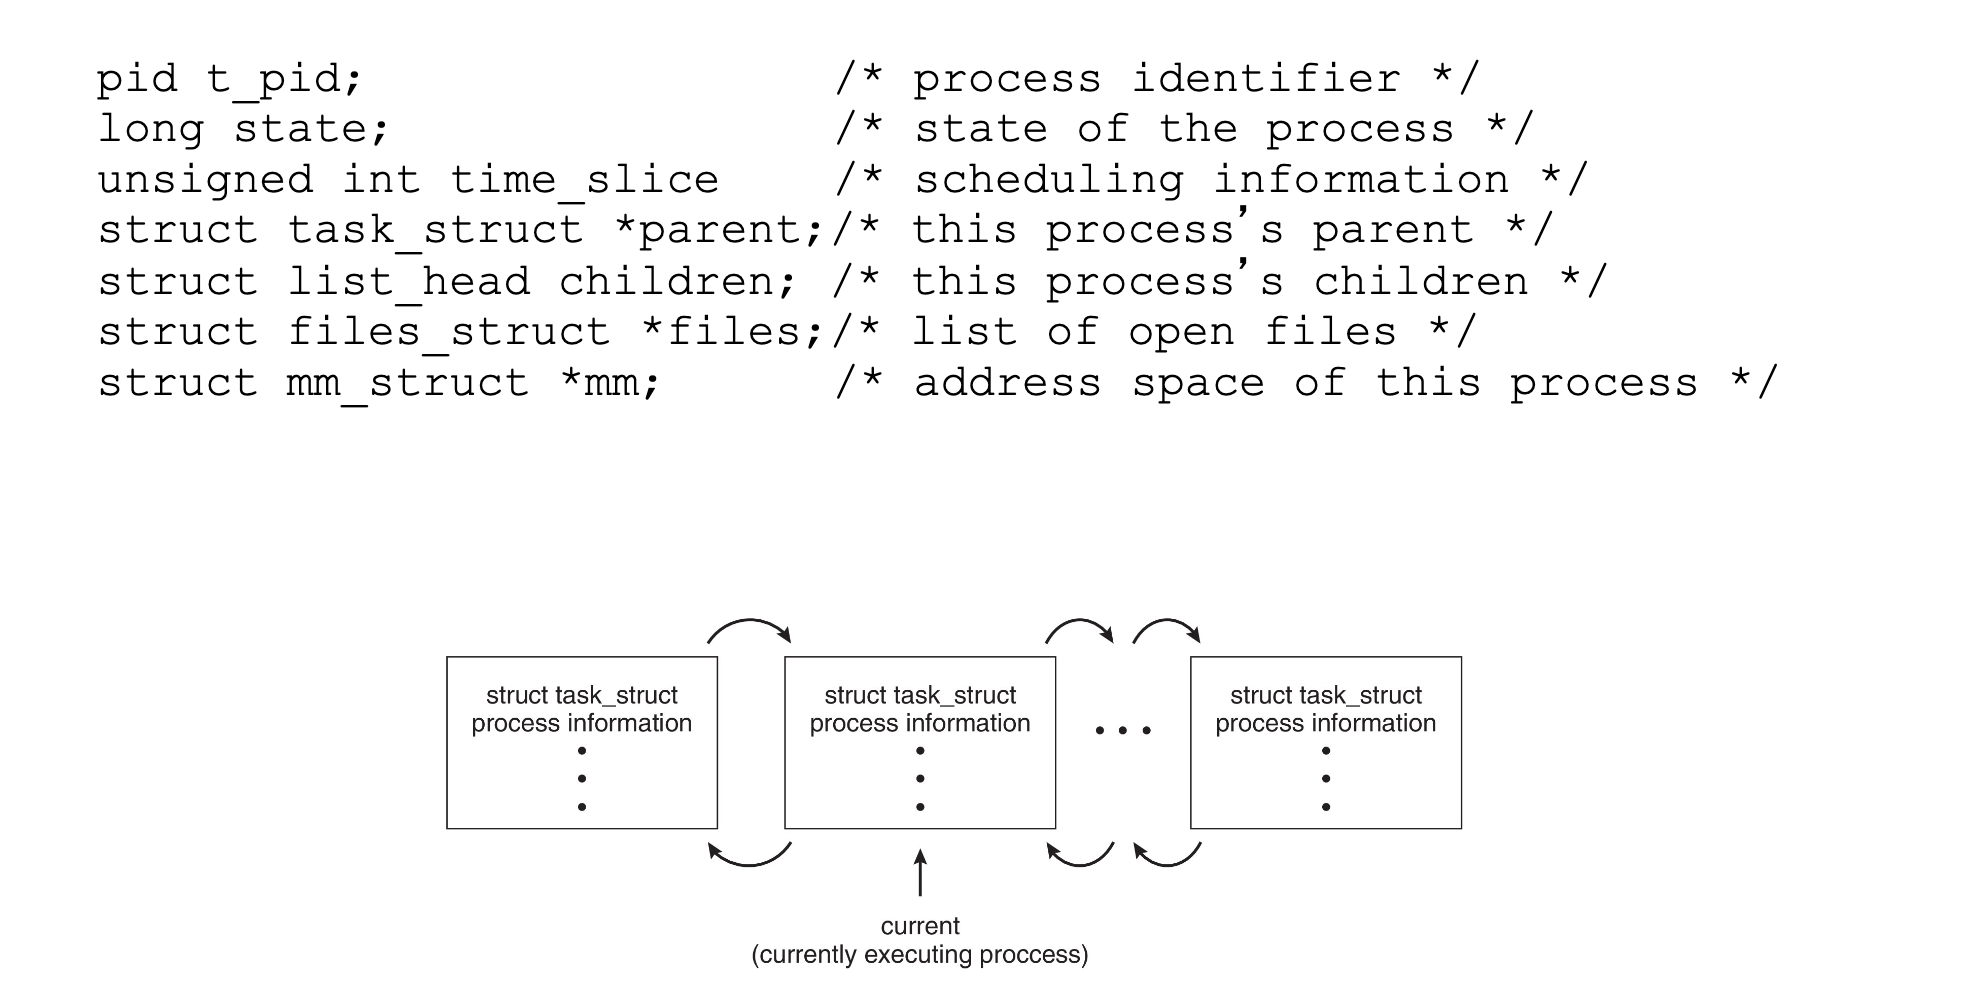 pid t_pid; /* process identifier */
long state; /* state of the process */
unsigned int time_slice /* scheduling information */
struct task_struct *parent;/* this process’s parent */
struct list_head children; /* this process’s children */
struct files_struct *files;/* list of open files */
struct mm_struct *mm; /* address space of this process */
struct task_struct
process information
struct task_struct
process information
struct task_struct
process information
current
(currently executing proccess)